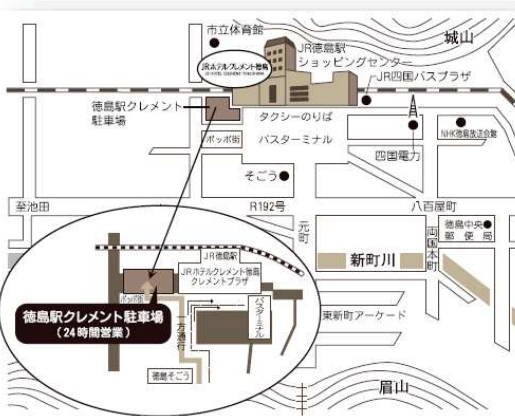 市立体育館
城山
JR徳島駅
ショッピングセンター
JRホテルクレメント徳島
JR HOTEL CLEMENT TOKUSHIMA
JR四国バスプラザ
徳島駅クレメント
駐車場
タクシーのりば
ポッポ街
バスターミナル
四国電力
NHK徳島放送会館
そごう
至池田
R192号
八百屋町
元町
両国本町
徳島中央
郵便局
新町川
JR徳島駅
JRホテルクレメント徳島
クレメントプラザ
ポッポ街
徳島駅クレメント駐車場
(24時間営業)
一方通行
バスターミナル
徳島そごう
東新町アーケード
眉山